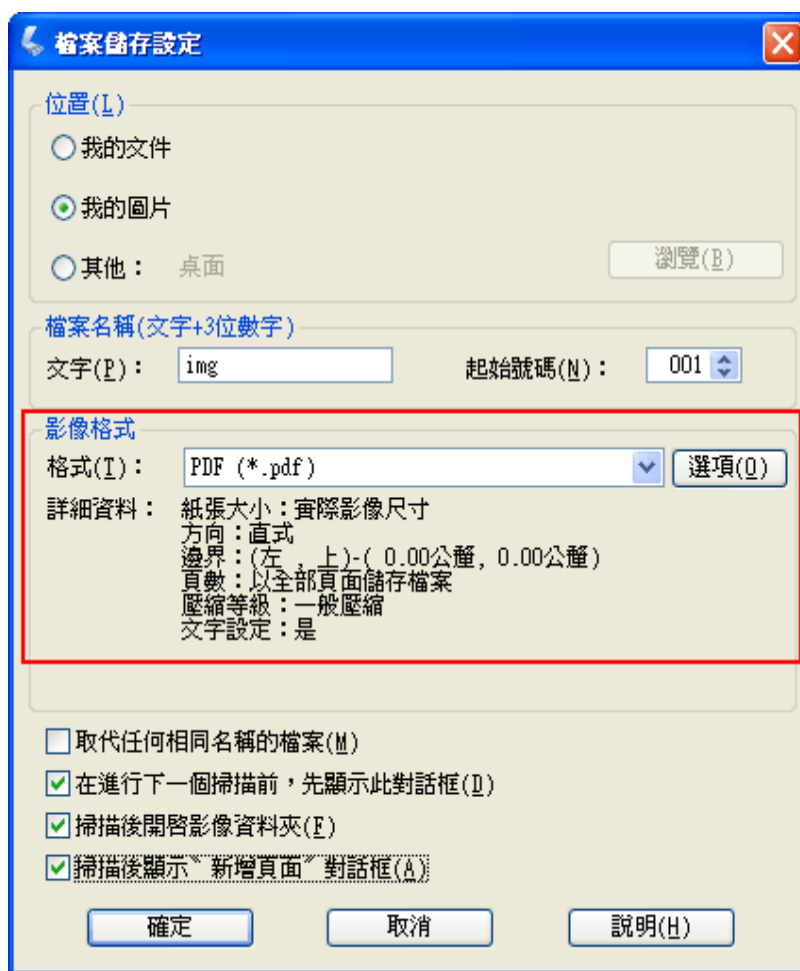 檔案儲存設定
位置(L)
我的文件
我的圖片
其他： 桌面 瀏覽(B)
檔案名稱(文字+3位數字)
文字(P)： img 起始號碼(N)： 001
影像格式
格式(T)： PDF (*.pdf) 選項(O)
詳細資料： 紙張大小：實際影像尺寸
方向：直式
邊界：(左 , 上)-( 0.00公釐, 0.00公釐)
頁數：以全部頁面儲存檔案
壓縮等級：一般壓縮
文字設定：是
取代任何相同名稱的檔案(M)
在進行下一個掃描前，先顯示此對話框(D)
掃描後開啓影像資料夾(F)
掃描後顯示〝新增頁面〞對話框(A)
確定 取消 說明(H)